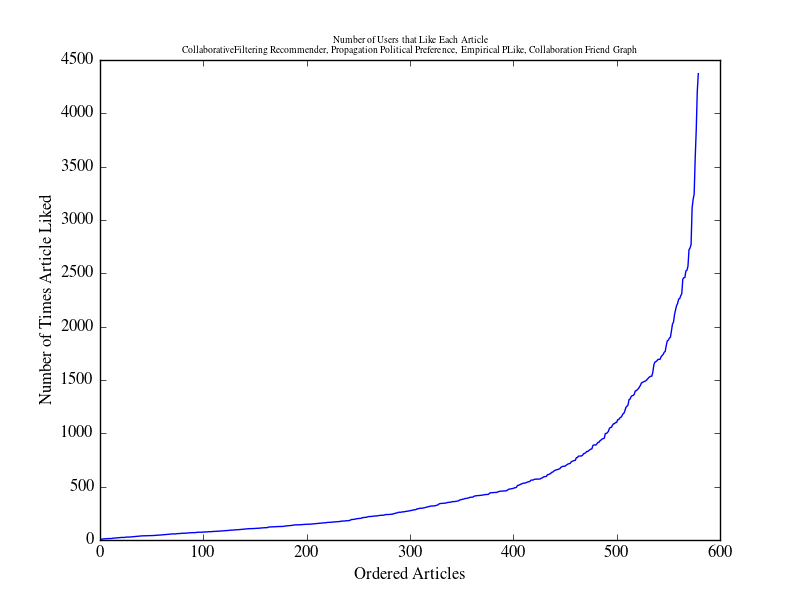 Number of Users that Like Each Article
CollaborativeFiltering Recommender, Propagation Political Preference, Empirical PLike, Collaboration Friend Graph
4500
4000
3500
3000
2500
2000
1500
1000
500
0
Number of Times Article Liked
0 100 200 300 400 500 600
Ordered Articles